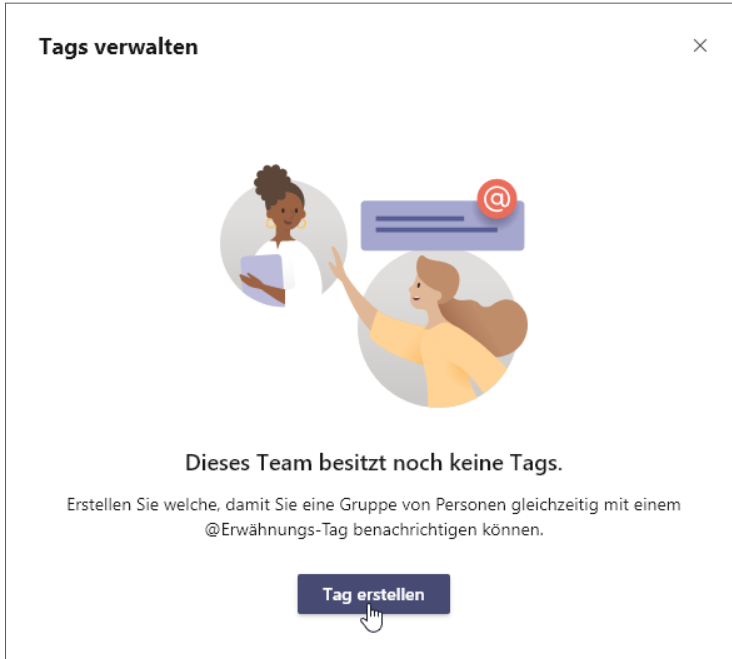 Tags verwalten
@
Dieses Team besitzt noch keine Tags.
Erstellen Sie welche, damit Sie eine Gruppe von Personen gleichzeitig mit einem
@Erwähnungs-Tag benachrichtigen können.
Tag erstellen